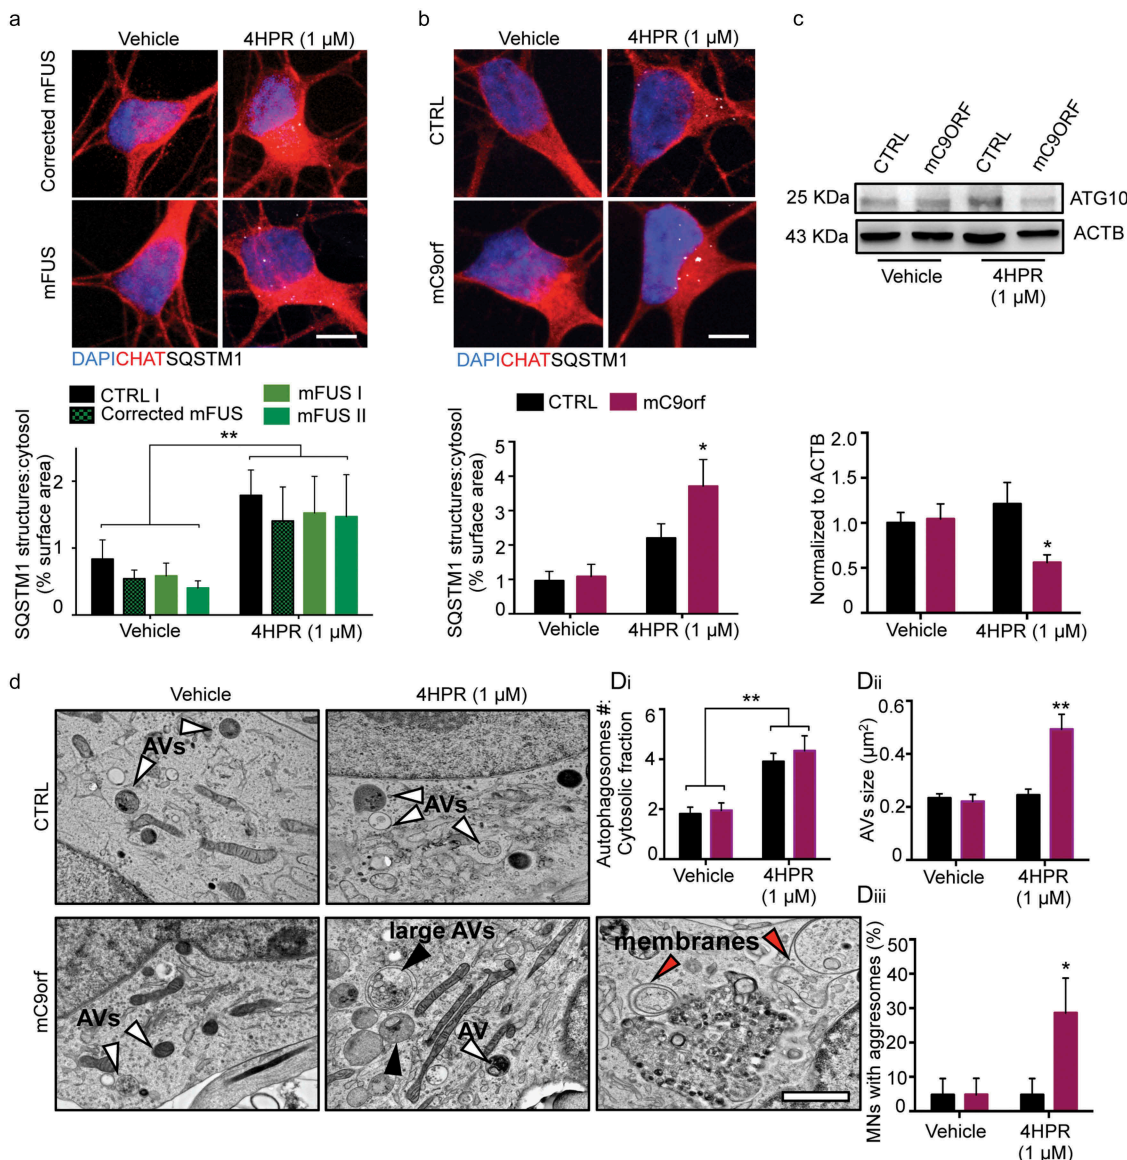 a
Vehicle
4HPR (1 µM)
Corrected mFUS
mFUS
DAPICHATSQSTM1
CTRL I
Corrected mFUS
mFUS I
mFUS II
SQSTM1 structures:cytosol
(% surface area)
2
1
0
**
Vehicle
4HPR (1 µM)
b
Vehicle
4HPR (1 µM)
CTRL
mC9orf
DAPICHATSQSTM1
CTRL
mC9orf
SQSTM1 structures:cytosol
(% surface area)
5
4
3
2
1
0
*
Vehicle
4HPR (1 µM)
c
CTRL
mC9ORF
CTRL
mC9ORF
25 KDa
ATG10
43 KDa
ACTB
Vehicle
4HPR
(1 µM)
Normalized to ACTB
2.0
1.5
1.0
0.5
0
*
Vehicle
4HPR (1 µM)
d
Vehicle
4HPR (1 µM)
CTRL
AVs
AVs
mC9orf
AVs
large AVs
AV
membranes
Di
Autophagosomes #:
Cytosolic fraction
6
4
2
0
**
Vehicle
4HPR
(1 µM)
Dii
AVs size (µm²)
0.6
0.4
0.2
0
**
Vehicle
4HPR
(1 µM)
Diii
MNs with aggresomes (%)
50
40
30
20
10
0
*
Vehicle
4HPR
(1 µM)